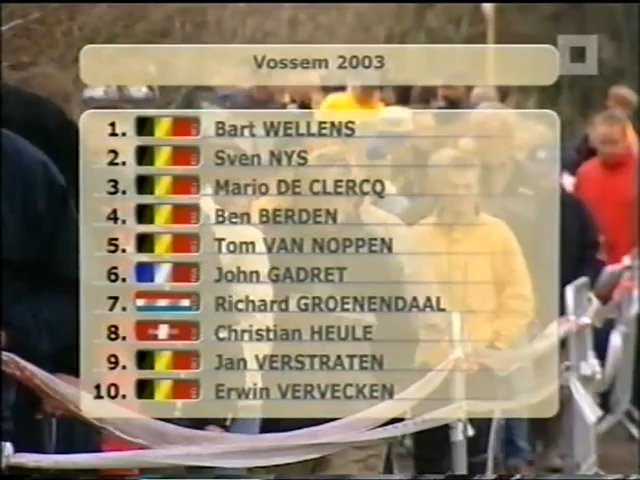 Vossem 2003
1. Bart WELLENS
2. Sven NYS
3. Mario DE CLERCQ
4. Ben BERDEN
5. Tom VAN NOPPEN
6. John GADRET
7. Richard GROENENDAAL
8. Christian HEULE
9. Jan VERSTRATEN
10. Erwin VERVECKEN